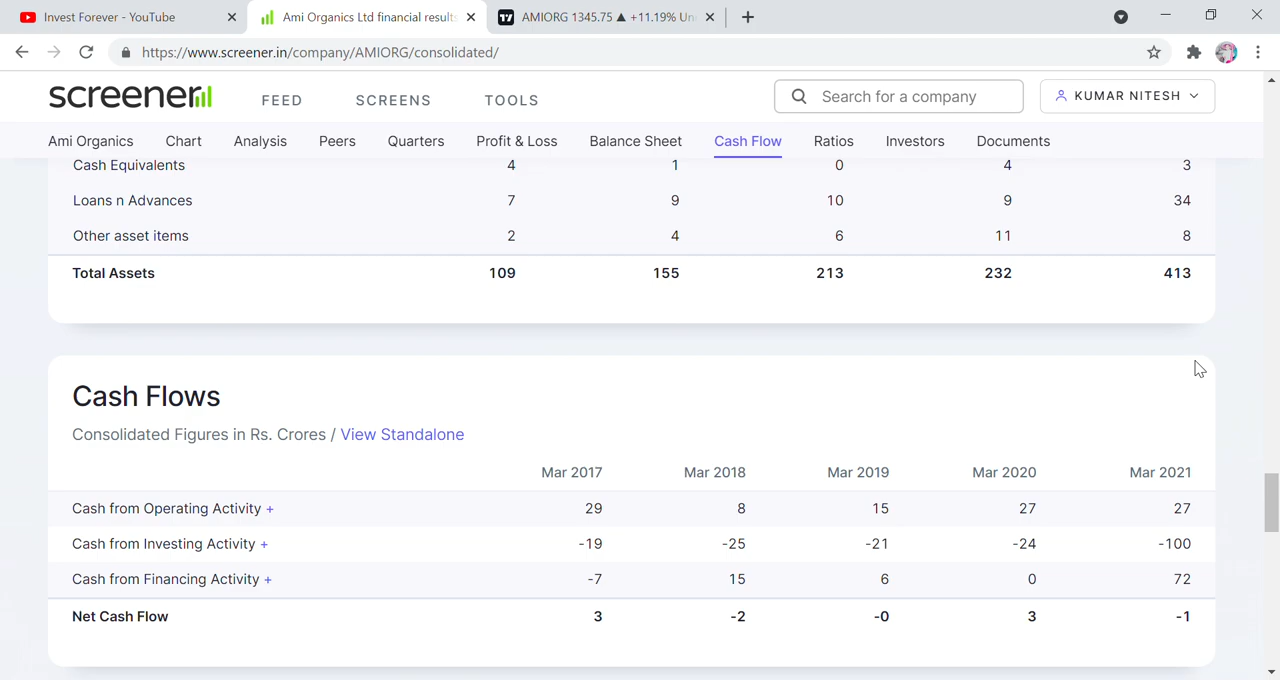 Invest Forever - YouTube
Ami Organics Ltd financial results
AMIORG 1345.75 ▲ +11.19% Un
https://www.screener.in/company/AMIORG/consolidated/
screener
FEED SCREENS TOOLS
Search for a company
KUMAR NITESH
Ami Organics Chart Analysis Peers Quarters Profit & Loss Balance Sheet Cash Flow Ratios Investors Documents
Cash Equivalents 4 1 0 4 3
Loans n Advances 7 9 10 9 34
Other asset items 2 4 6 11 8
Total Assets 109 155 213 232 413
Cash Flows
Consolidated Figures in Rs. Crores / View Standalone
Mar 2017 Mar 2018 Mar 2019 Mar 2020 Mar 2021
Cash from Operating Activity + 29 8 15 27 27
Cash from Investing Activity + -19 -25 -21 -24 -100
Cash from Financing Activity + -7 15 6 0 72
Net Cash Flow 3 -2 -0 3 -1